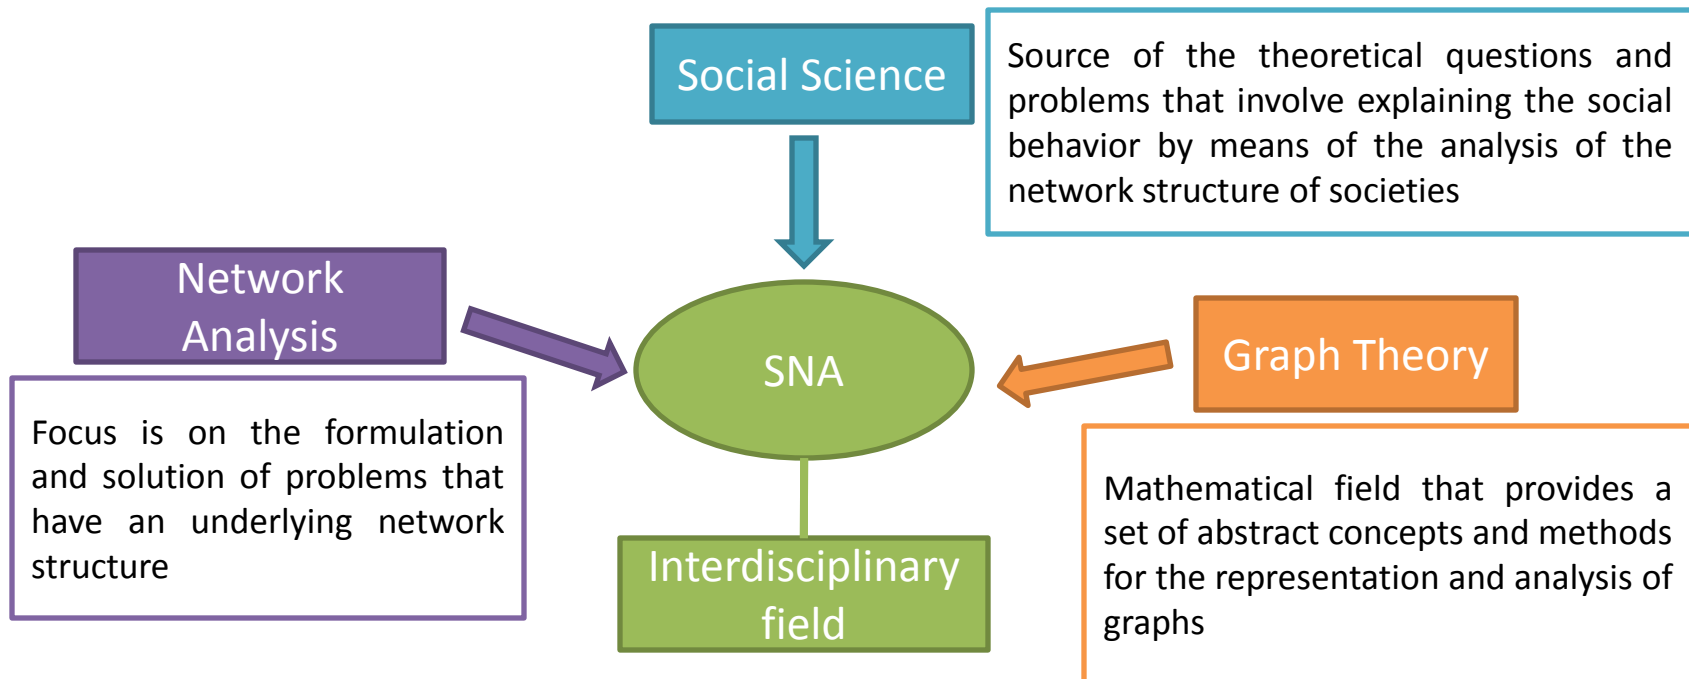 Social Science
Source of the theoretical questions and
problems that involve explaining the social
behavior by means of the analysis of the
network structure of societies
Network
Analysis
Focus is on the formulation
and solution of problems that
have an underlying network
structure
SNA
Graph Theory
Mathematical field that provides a
set of abstract concepts and methods
for the representation and analysis of
graphs
Interdisciplinary
field